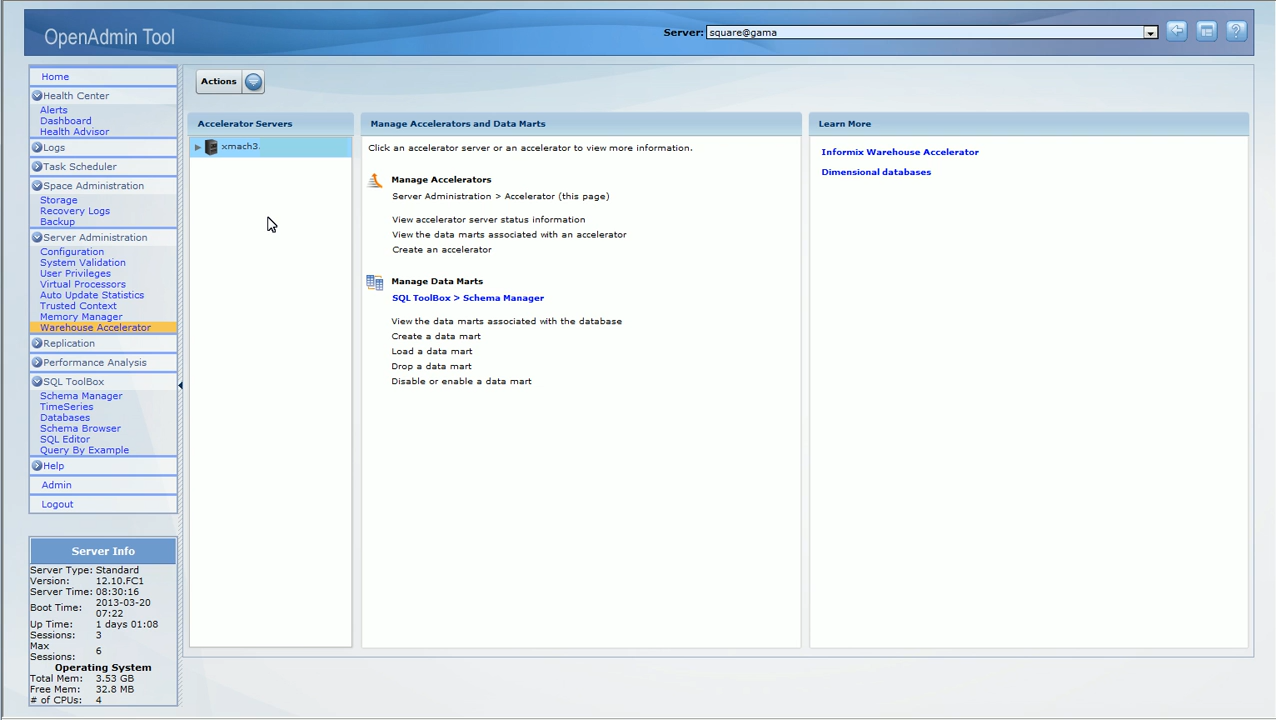 OpenAdmin Tool
Server: square@gama
Home
Health Center
Alerts
Dashboard
Health Advisor
Logs
Task Scheduler
Space Administration
Storage
Recovery Logs
Backup
Server Administration
Configuration
System Validation
User Privileges
Virtual Processors
Auto Update Statistics
Trusted Context
Memory Manager
Warehouse Accelerator
Replication
Performance Analysis
SQL ToolBox
Schema Manager
TimeSeries
Databases
Schema Browser
SQL Editor
Query By Example
Help
Admin
Logout
Server Info
Server Type: Standard
Version: 12.10.FC1
Server Time: 08:30:16
Boot Time: 2013-03-20
07:22
Up Time: 1 days 01:08
Sessions: 3
Max
Sessions: 6
Operating System
Total Mem: 3.53 GB
Free Mem: 32.8 MB
# of CPUs: 4
Actions
Accelerator Servers
xmach3.
Manage Accelerators and Data Marts
Click an accelerator server or an accelerator to view more information.
Manage Accelerators
Server Administration > Accelerator (this page)
View accelerator server status information
View the data marts associated with an accelerator
Create an accelerator
Manage Data Marts
SQL ToolBox > Schema Manager
View the data marts associated with the database
Create a data mart
Load a data mart
Drop a data mart
Disable or enable a data mart
Learn More
Informix Warehouse Accelerator
Dimensional databases